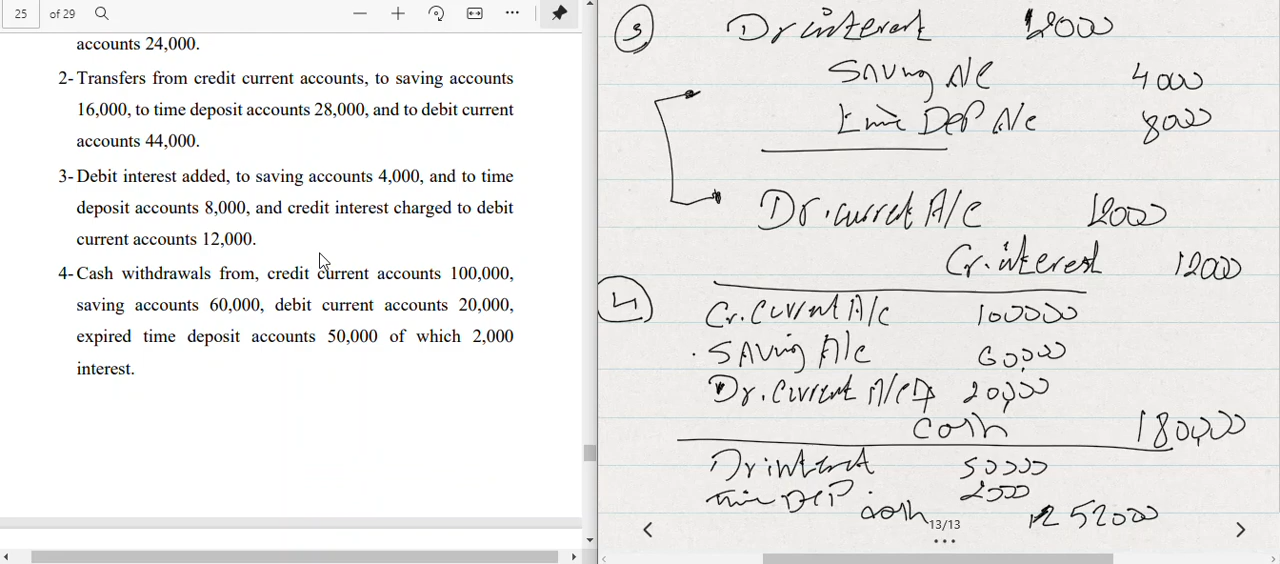 25 of 29
accounts 24,000.
2- Transfers from credit current accounts, to saving accounts
16,000, to time deposit accounts 28,000, and to debit current
accounts 44,000.
3- Debit interest added, to saving accounts 4,000, and to time
deposit accounts 8,000, and credit interest charged to debit
current accounts 12,000.
4- Cash withdrawals from, credit current accounts 100,000,
saving accounts 60,000, debit current accounts 20,000,
expired time deposit accounts 50,000 of which 2,000
interest.
3 Dr interest 12000
Saving A/C 4000
time DEP A/c 8000
Dr. current A/C 12000
Cr. interest 12000
4 Cr. Current A/c 100000
SAVing A/c 60,000
Dr. Current A/C 20,000
cash 180,000
Dr interest 50000
time DEP 2000
cash 52000
13/13